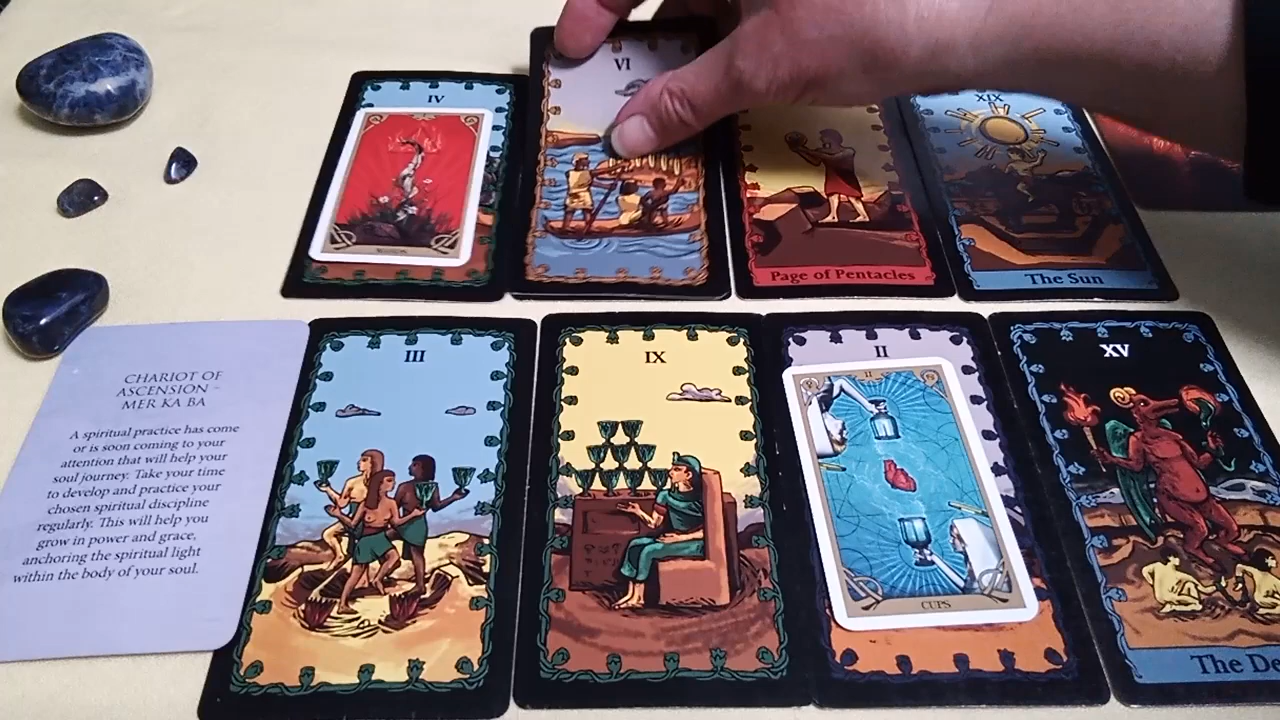 IV
VI
XIX
Page of Pentacles
The Sun
CHARIOT OF
ASCENSION -
MER KA BA
A spiritual practice has come
or is soon coming to your
attention that will help your
soul journey. Take your time
to develop and practice your
chosen spiritual discipline
regularly. This will help you
grow in power and grace,
anchoring the spiritual light
within the body of your soul.
III
IX
II
II
CUPS
XV
The De